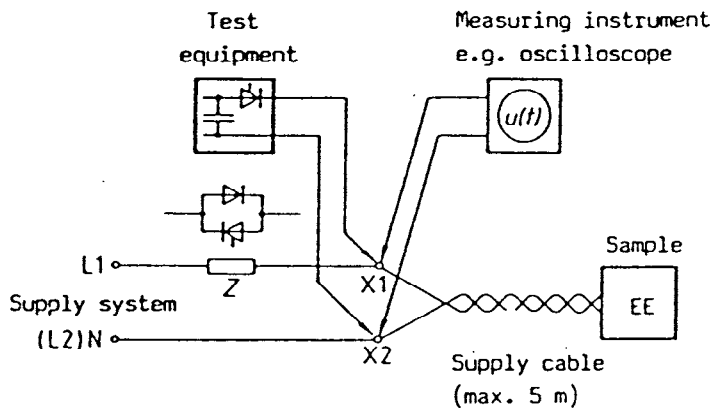 Test
equipment
Measuring instrument
e.g. oscilloscope
u(t)
L1
Z
X1
Sample
EE
Supply system
(L2)N
X2
Supply cable
(max. 5 m)